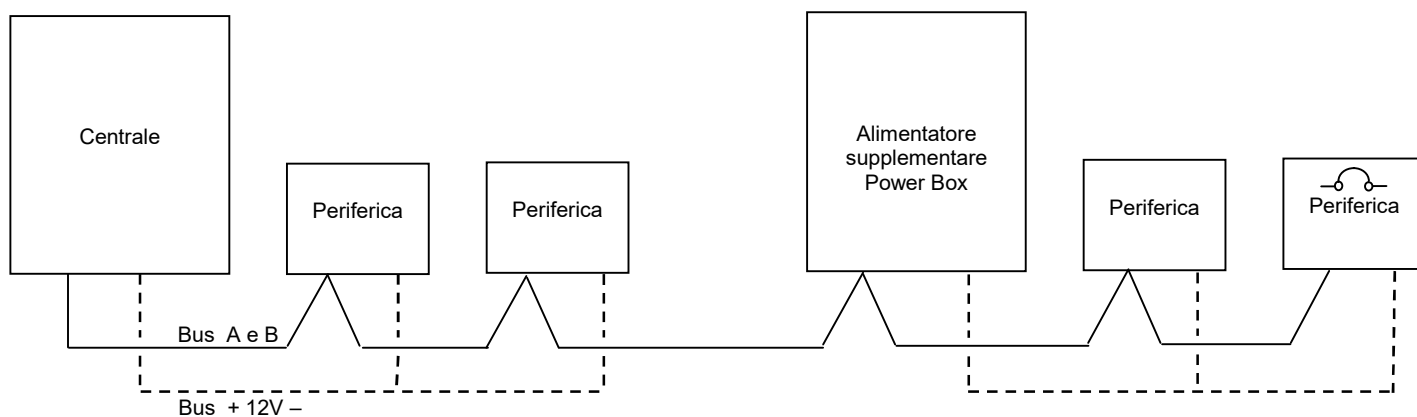 Centrale
Periferica
Periferica
Alimentatore
supplementare
Power Box
Periferica
Periferica
Bus A e B
Bus + 12V –